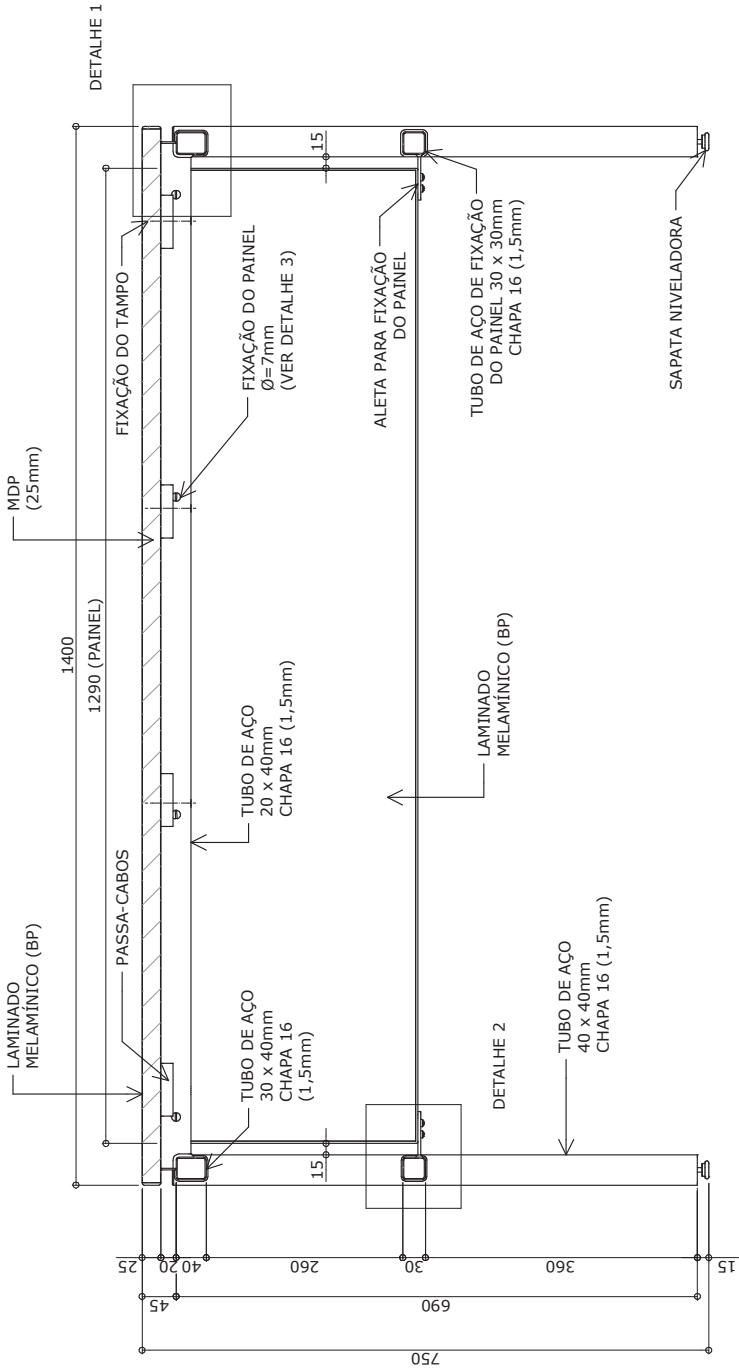 DETALHE 1
1400
1290 (PAINEL)
MDP
(25mm)
LAMINADO
MELAMÍNICO (BP)
PASSA-CABOS
FIXAÇÃO DO TAMPO
TUBO DE AÇO
30 x 40mm
CHAPA 16
(1,5mm)
TUBO DE AÇO
20 x 40mm
CHAPA 16 (1,5mm)
FIXAÇÃO DO PAINEL
Ø=7mm
(VER DETALHE 3)
15
15
ALETA PARA FIXAÇÃO
DO PAINEL
TUBO DE AÇO DE FIXAÇÃO
DO PAINEL 30 x 30mm
CHAPA 16 (1,5mm)
LAMINADO
MELAMÍNICO (BP)
DETALHE 2
TUBO DE AÇO
40 x 40mm
CHAPA 16 (1,5mm)
SAPATA NIVELADORA
25
20
40
260
30
360
15
45
690
750